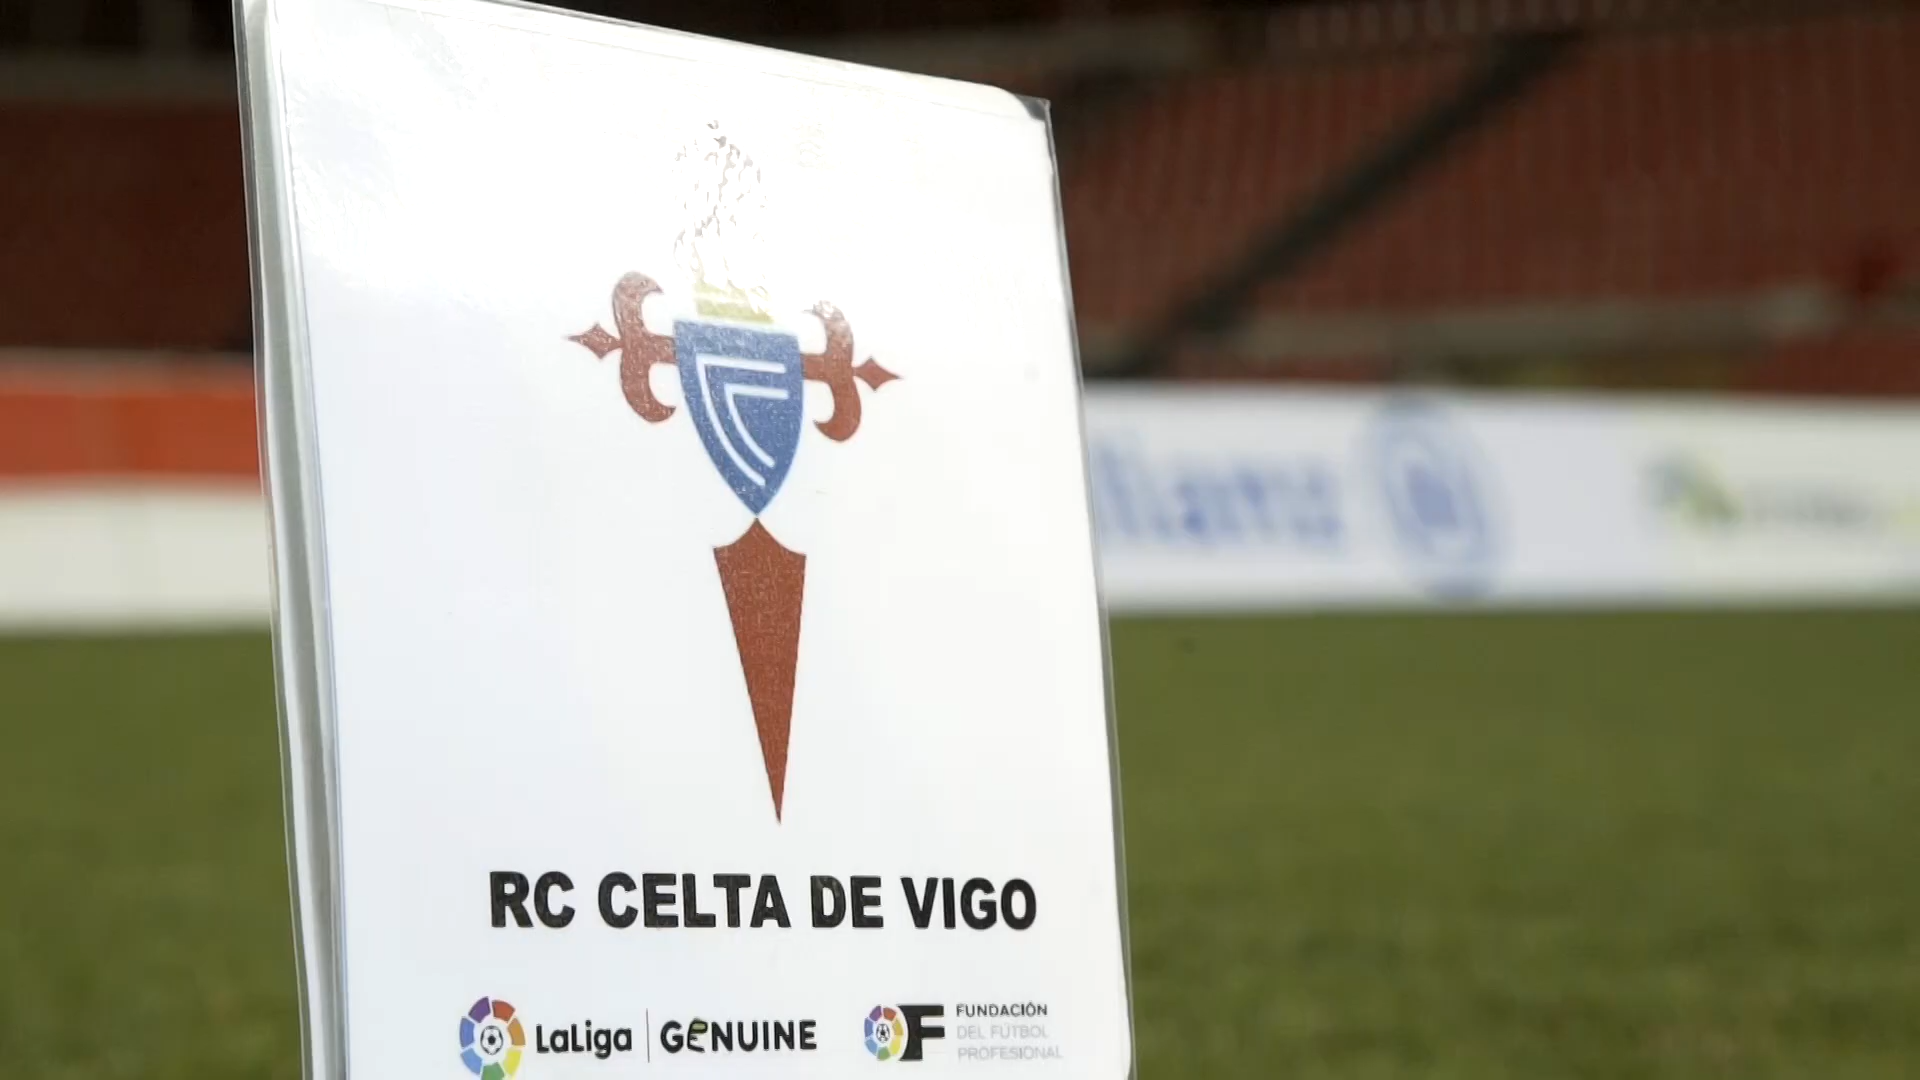 RC CELTA DE VIGO
LaLiga | GENUINE
FUNDACIÓN
DEL FÚTBOL
PROFESIONAL